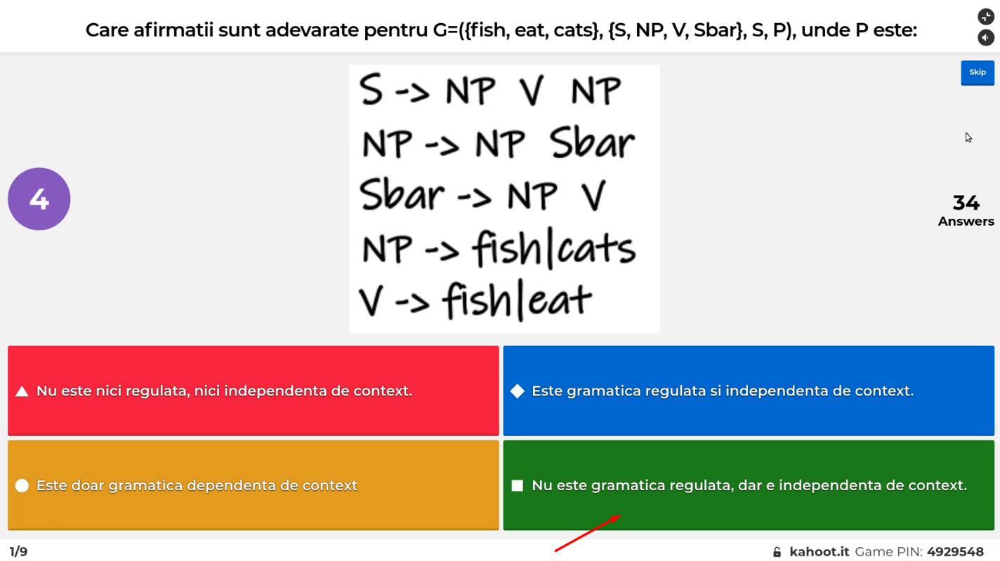 Care afirmatii sunt adevarate pentru G=({fish, eat, cats}, {S, NP, V, Sbar}, S, P), unde P este:
Skip
S -> NP V NP
NP -> NP Sbar
Sbar -> NP V
NP -> fish|cats
V -> fish|eat
4
34
Answers
Nu este nici regulata, nici independenta de context.
Este gramatica regulata si independenta de context.
Este doar gramatica dependenta de context
Nu este gramatica regulata, dar e independenta de context.
1/9
kahoot.it Game PIN: 4929548